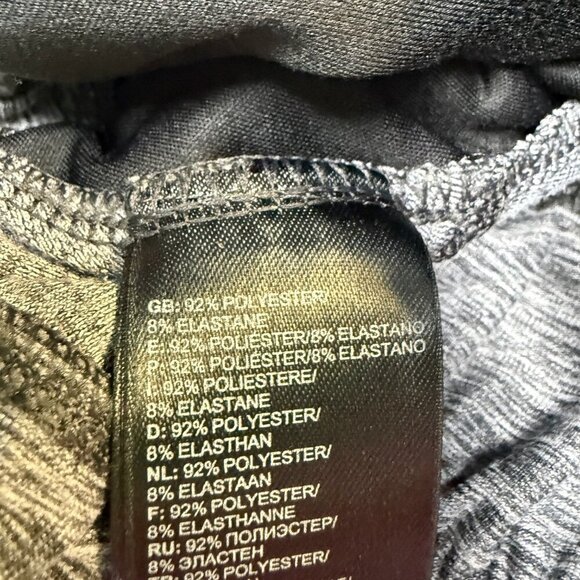 GB: 92% POLYESTER/
8% ELASTANE
E: 92% POLIESTER/8% ELASTANO
P: 92% POLIÉSTER/8% ELASTANO
I: 92% POLIESTERE/
8% ELASTANE
D: 92% POLYESTER/
8% ELASTHAN
NL: 92% POLYESTER/
8% ELASTAAN
F: 92% POLYESTER/
8% ELASTHANNE
RU: 92% ПОЛИЭСТЕР/
8% ЭЛАСТЕН